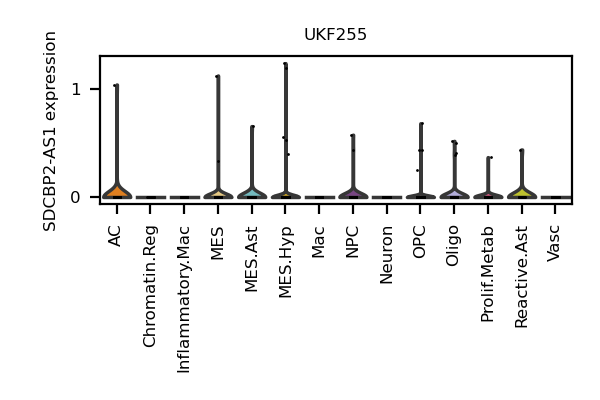 UKF255
SDCBP2-AS1 expression
1
0
AC
Chromatin.Reg
Inflammatory.Mac
MES
MES.Ast
MES.Hyp
Mac
NPC
Neuron
OPC
Oligo
Prolif.Metab
Reactive.Ast
Vasc